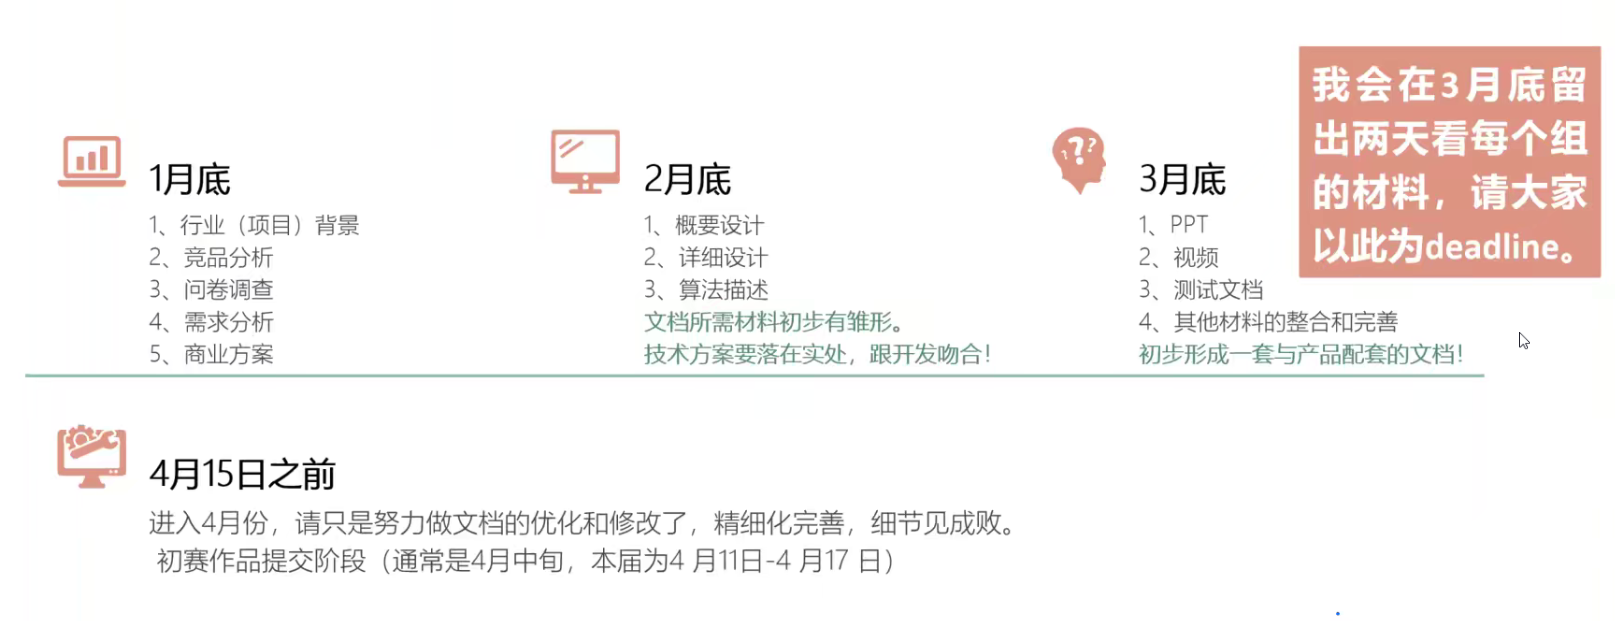 1月底
1、行业（项目）背景
2、竞品分析
3、问卷调查
4、需求分析
5、商业方案
2月底
1、概要设计
2、详细设计
3、算法描述
文档所需材料初步有雏形。
技术方案要落在实处，跟开发吻合！
3月底
1、PPT
2、视频
3、测试文档
4、其他材料的整合和完善
初步形成一套与产品配套的文档！
我会在3月底留
出两天看每个组
的材料，请大家
以此为deadline。
4月15日之前
进入4月份，请只是努力做文档的优化和修改了，精细化完善，细节见成败。
初赛作品提交阶段（通常是4月中旬，本届为4 月11日-4 月17 日）